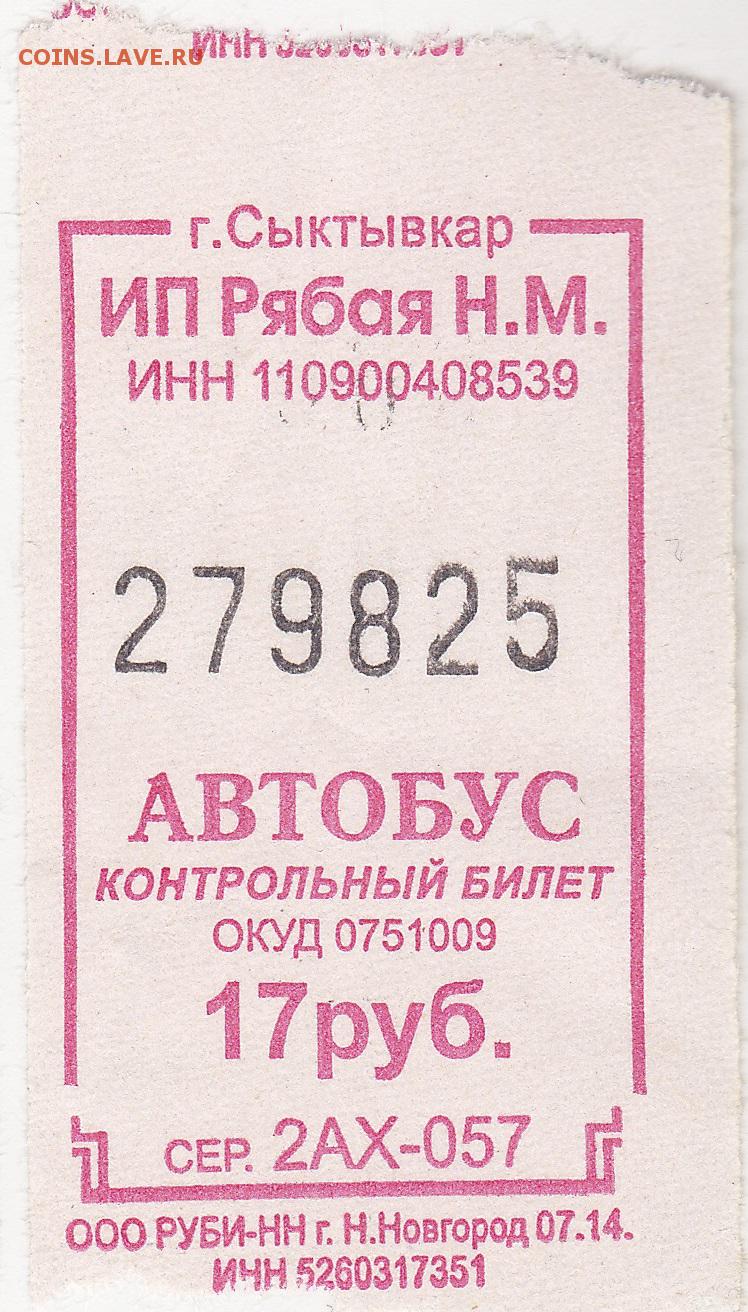 COINS.LAVE.RU
г.Сыктывкар
ИП Рябая Н.М.
ИНН 110900408539
279825
АВТОБУС
КОНТРОЛЬНЫЙ БИЛЕТ
ОКУД 0751009
17руб.
СЕР. 2АХ-057
ООО РУБИ-НН г. Н.Новгород 07.14.
ИНН 5260317351